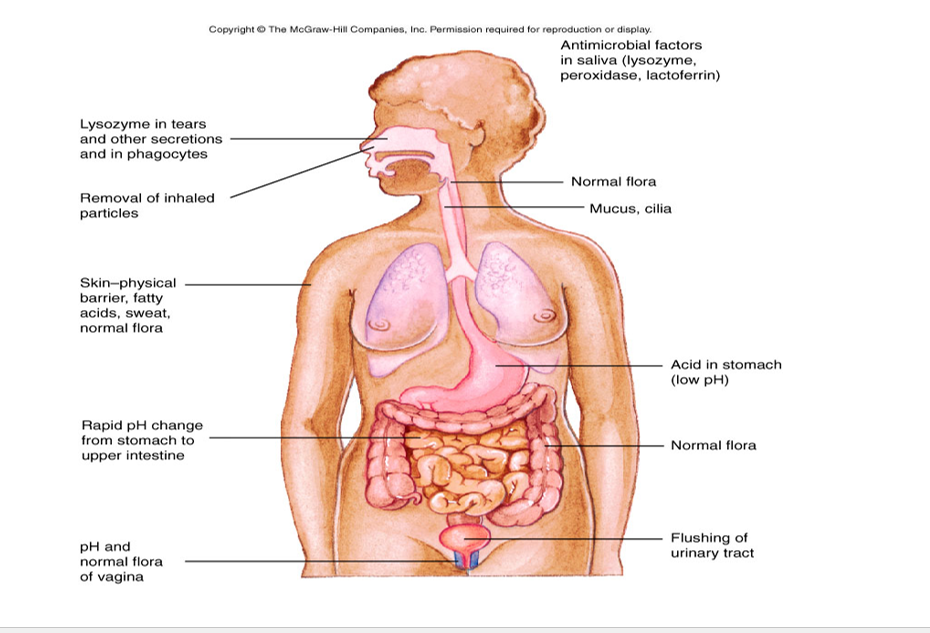 Copyright © The McGraw-Hill Companies, Inc. Permission required for reproduction or display.
Antimicrobial factors
in saliva (lysozyme,
peroxidase, lactoferrin)
Lysozyme in tears
and other secretions
and in phagocytes
Removal of inhaled
particles
Normal flora
Mucus, cilia
Skin–physical
barrier, fatty
acids, sweat,
normal flora
Acid in stomach
(low pH)
Rapid pH change
from stomach to
upper intestine
Normal flora
Flushing of
urinary tract
pH and
normal flora
of vagina